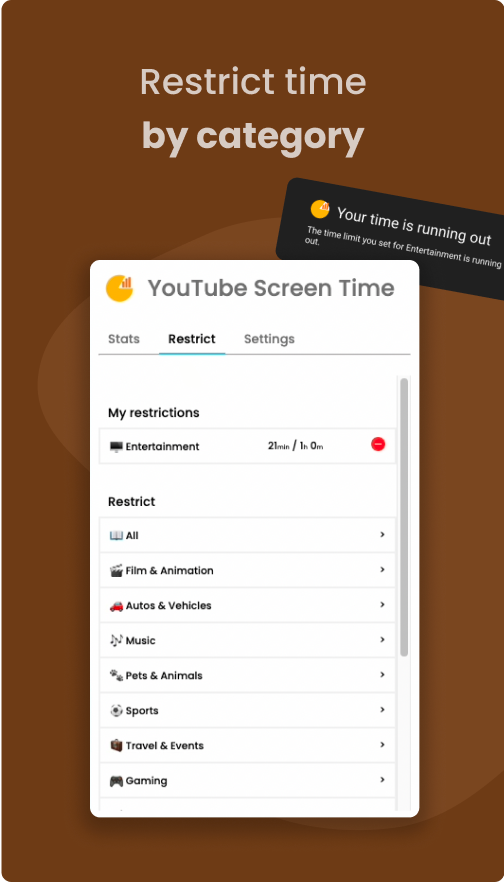 Restrict time
by category
Your time is running out
The time limit you set for Entertainment is running
out.
YouTube Screen Time
Stats Restrict Settings
My restrictions
Entertainment 21min / 1h 0m
Restrict
All
Film & Animation
Autos & Vehicles
Music
Pets & Animals
Sports
Travel & Events
Gaming